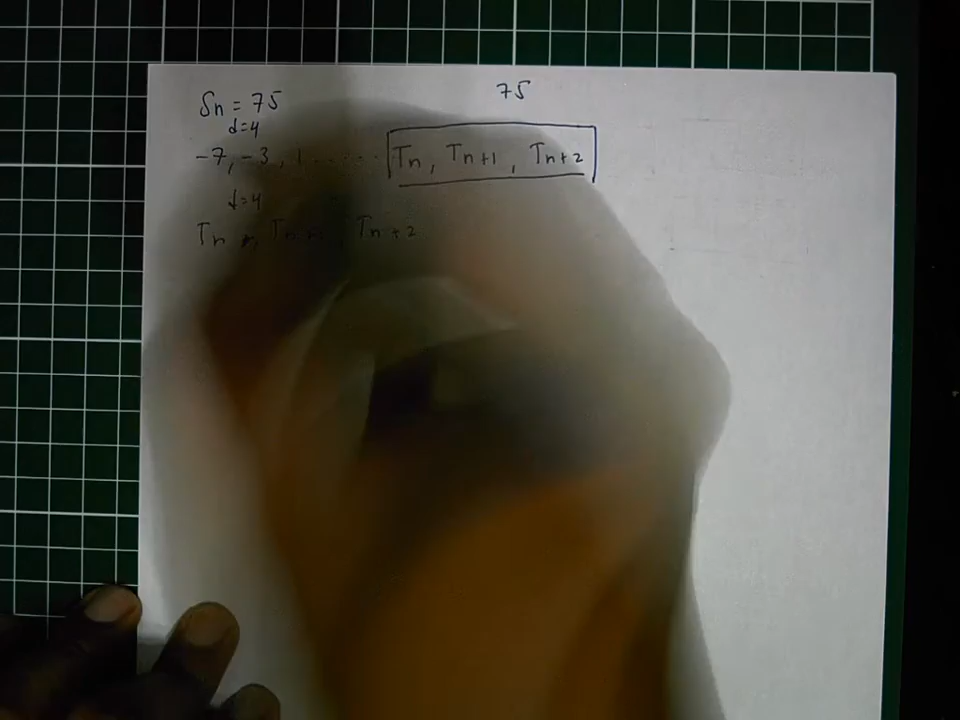 75
Sn = 75
d=4
-7, -3, 1 ...... Tn, Tn+1, Tn+2
d=4
Tn, Tn+1, Tn+2